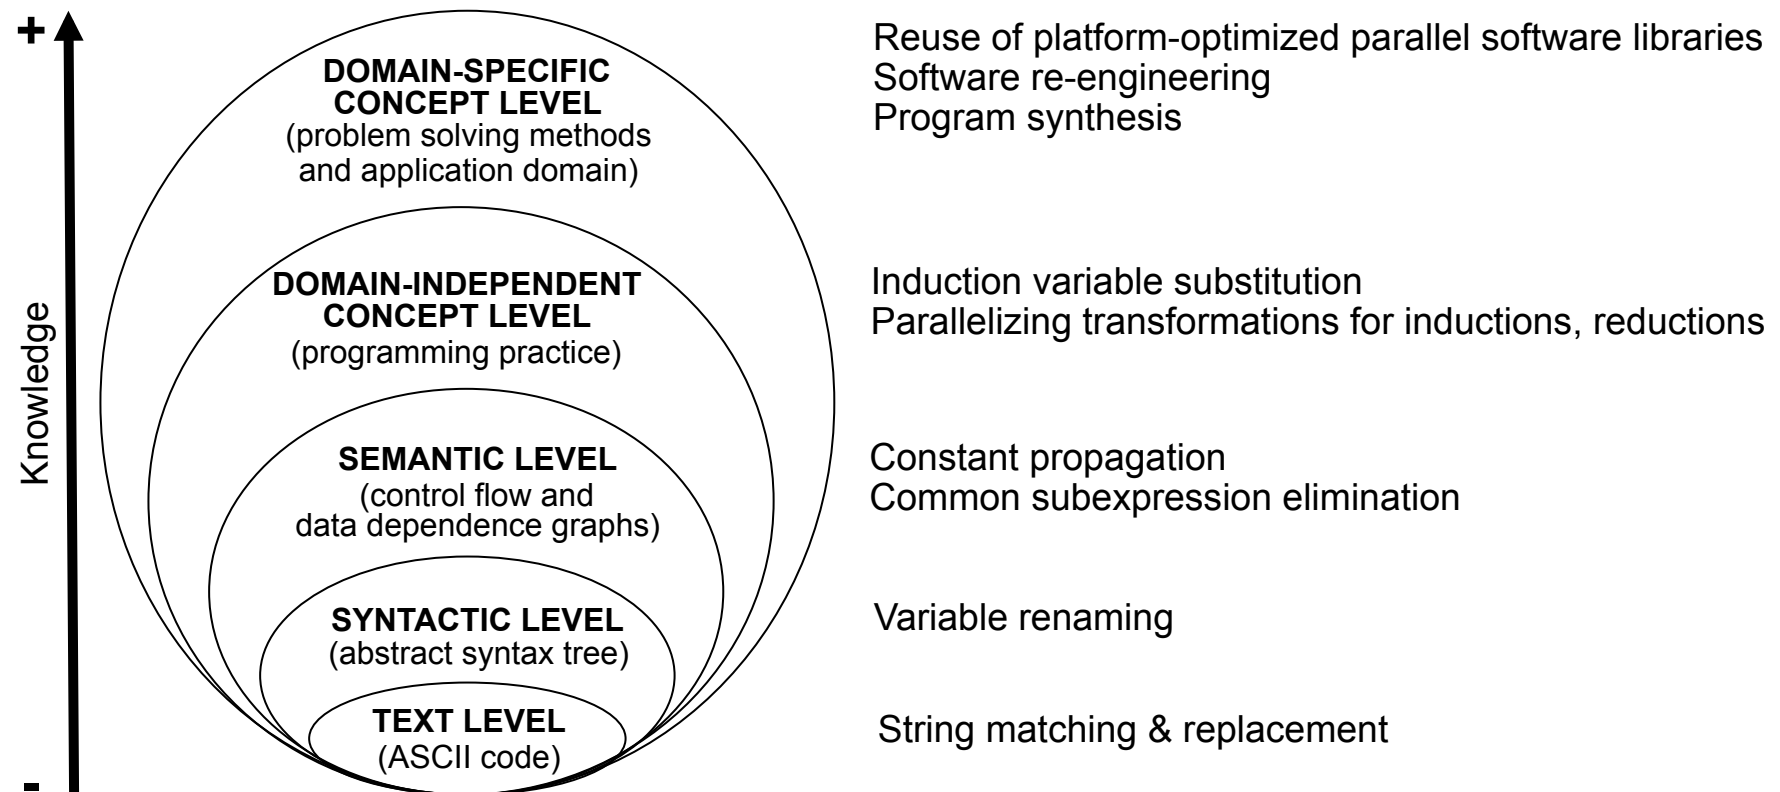 +
Knowledge
-
DOMAIN-SPECIFIC
CONCEPT LEVEL
(problem solving methods
and application domain)
Reuse of platform-optimized parallel software libraries
Software re-engineering
Program synthesis
DOMAIN-INDEPENDENT
CONCEPT LEVEL
(programming practice)
Induction variable substitution
Parallelizing transformations for inductions, reductions
SEMANTIC LEVEL
(control flow and
data dependence graphs)
Constant propagation
Common subexpression elimination
SYNTACTIC LEVEL
(abstract syntax tree)
Variable renaming
TEXT LEVEL
(ASCII code)
String matching & replacement